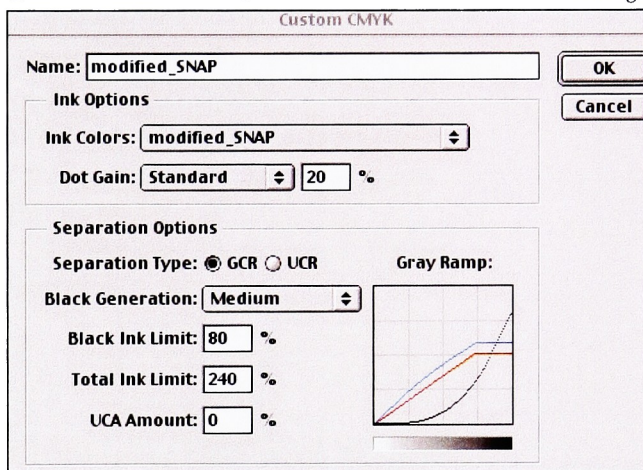 Custom CMYK
Name: modified_SNAP
OK
Cancel
Ink Options
Ink Colors: modified_SNAP
Dot Gain: Standard 20 %
Separation Options
Separation Type: GCR UCR
Gray Ramp:
Black Generation: Medium
Black Ink Limit: 80 %
Total Ink Limit: 240 %
UCA Amount: 0 %